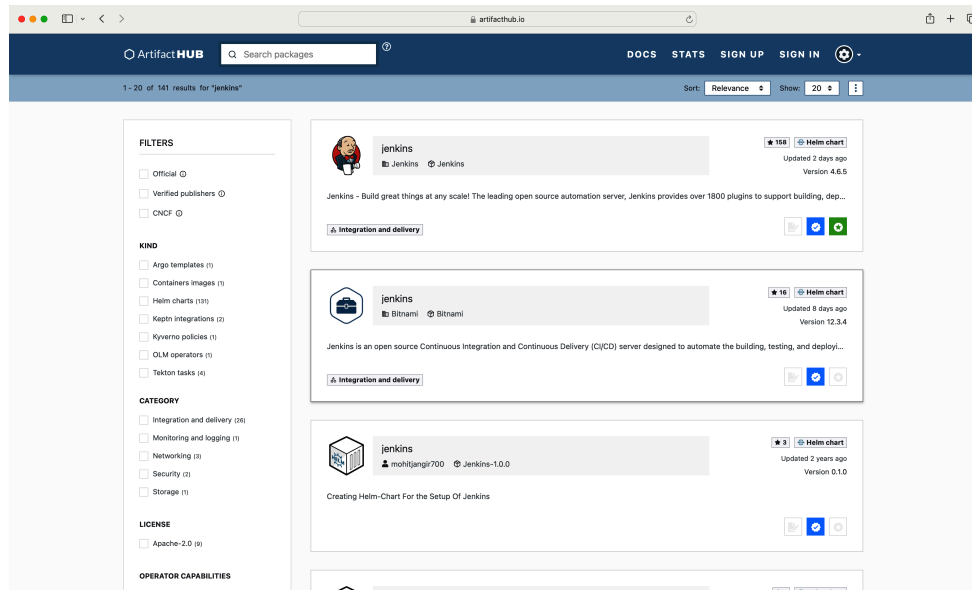 artifacthub.io
Artifact HUB
Search packages
DOCS STATS SIGN UP SIGN IN
1 - 20 of 141 results for "jenkins"
Sort: Relevance Show: 20
FILTERS
Official
Verified publishers
CNCF
KIND
Argo templates (1)
Containers images (1)
Helm charts (131)
Keptn integrations (2)
Kyverno policies (1)
OLM operators (1)
Tekton tasks (4)
CATEGORY
Integration and delivery (26)
Monitoring and logging (1)
Networking (3)
Security (2)
Storage (1)
LICENSE
Apache-2.0 (9)
OPERATOR CAPABILITIES
jenkins
Jenkins Jenkins
158 Helm chart
Updated 2 days ago
Version 4.6.5
Jenkins - Build great things at any scale! The leading open source automation server, Jenkins provides over 1800 plugins to support building, dep...
Integration and delivery
jenkins
Bitnami Bitnami
16 Helm chart
Updated 8 days ago
Version 12.3.4
Jenkins is an open source Continuous Integration and Continuous Delivery (CI/CD) server designed to automate the building, testing, and deployi...
Integration and delivery
HELM
jenkins
mohitjangir700 Jenkins-1.0.0
3 Helm chart
Updated 2 years ago
Version 0.1.0
Creating Helm-Chart For the Setup Of Jenkins